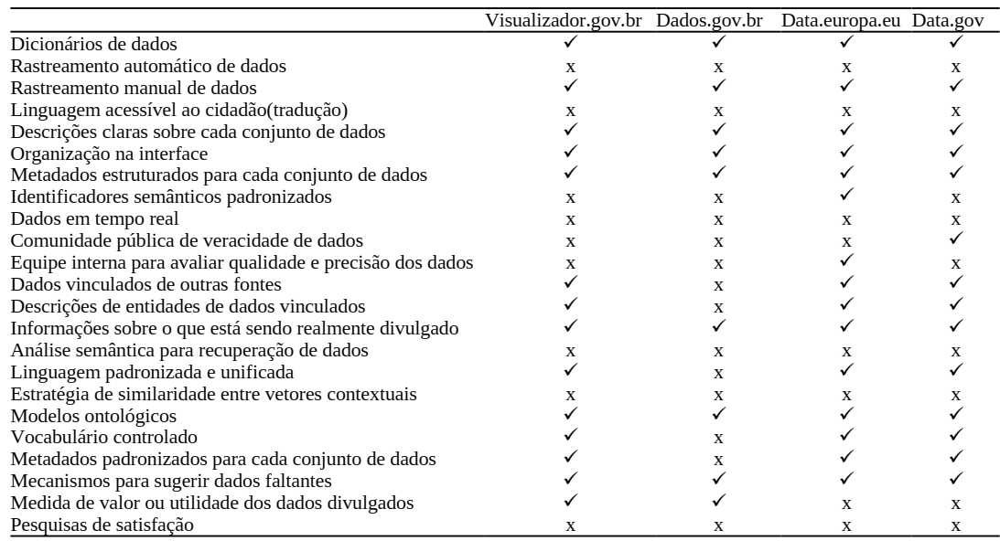 Visualizador.gov.br Dados.gov.br Data.europa.eu Data.gov
Dicionários de dados ✓ ✓ ✓ ✓
Rastreamento automático de dados x x x x
Rastreamento manual de dados ✓ ✓ ✓ ✓
Linguagem acessível ao cidadão(tradução) x x x x
Descrições claras sobre cada conjunto de dados ✓ ✓ ✓ ✓
Organização na interface ✓ ✓ ✓ ✓
Metadados estruturados para cada conjunto de dados ✓ ✓ ✓ ✓
Identificadores semânticos padronizados x x ✓ x
Dados em tempo real x x x x
Comunidade pública de veracidade de dados x x x ✓
Equipe interna para avaliar qualidade e precisão dos dados x x ✓ x
Dados vinculados de outras fontes ✓ x ✓ ✓
Descrições de entidades de dados vinculados ✓ x ✓ ✓
Informações sobre o que está sendo realmente divulgado ✓ ✓ ✓ ✓
Análise semântica para recuperação de dados x x x x
Linguagem padronizada e unificada ✓ x ✓ ✓
Estratégia de similaridade entre vetores contextuais x x x x
Modelos ontológicos ✓ ✓ ✓ ✓
Vocabulário controlado ✓ x ✓ ✓
Metadados padronizados para cada conjunto de dados ✓ x ✓ ✓
Mecanismos para sugerir dados faltantes ✓ ✓ ✓ ✓
Medida de valor ou utilidade dos dados divulgados ✓ ✓ x x
Pesquisas de satisfação x x x x